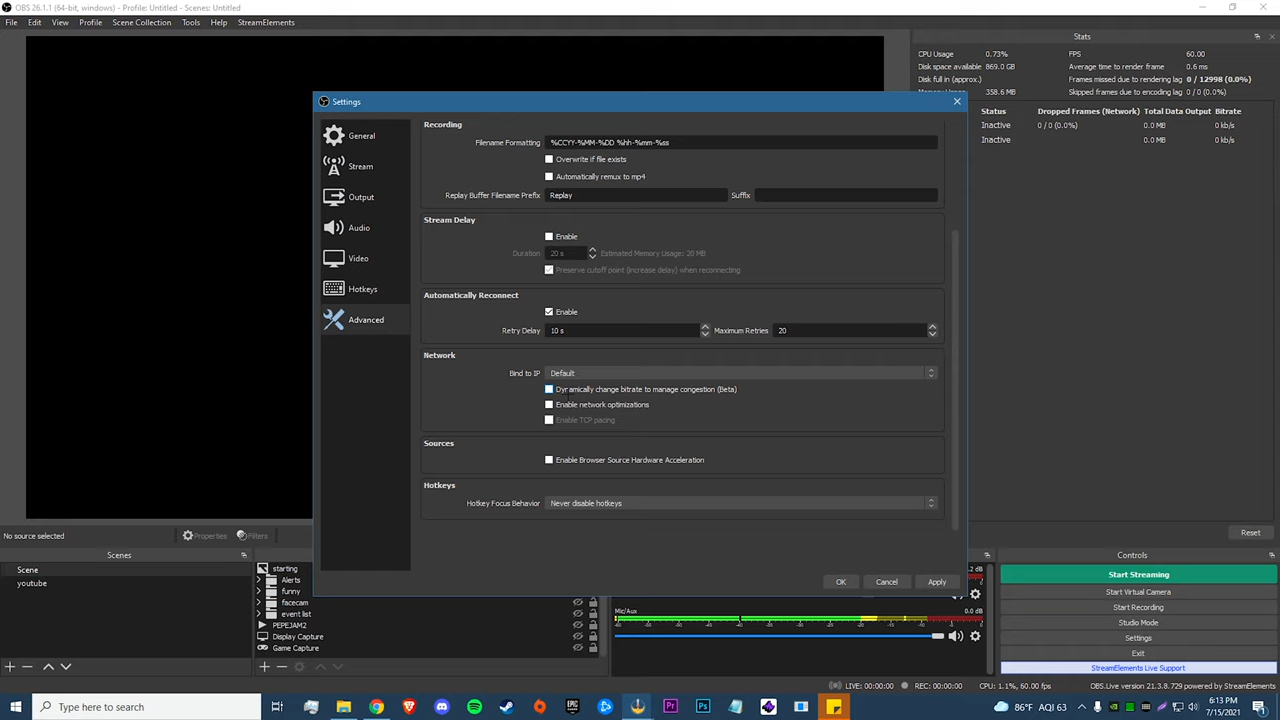 OBS 26.1.1 (64-bit, windows) - Profile: Untitled - Scenes: Untitled
File Edit View Profile Scene Collection Tools Help StreamElements
Stats
CPU Usage 0.73% FPS 60.00
Disk space available 869.0 GB Average time to render frame 0.6 ms
Disk full in (approx.) Frames missed due to rendering lag 0 / 12998 (0.0%)
358.6 MB Skipped frames due to encoding lag 0 / 0 (0.0%)
Status Dropped Frames (Network) Total Data Output Bitrate
Inactive 0 / 0 (0.0%) 0.0 MB 0 kb/s
Inactive 0.0 MB 0 kb/s
Settings
General
Stream
Output
Audio
Video
Hotkeys
Advanced
Recording
Filename Formatting %CCYY-%MM-%DD %hh-%mm-%ss
Overwrite if file exists
Automatically remux to mp4
Replay Buffer Filename Prefix Replay Suffix
Stream Delay
Enable
Duration 20 s Estimated Memory Usage: 20 MB
Preserve cutoff point (increase delay) when reconnecting
Automatically Reconnect
Enable
Retry Delay 10 s Maximum Retries 20
Network
Bind to IP Default
Dynamically change bitrate to manage congestion (Beta)
Enable network optimizations
Enable TCP pacing
Sources
Enable Browser Source Hardware Acceleration
Hotkeys
Hotkey Focus Behavior Never disable hotkeys
OK Cancel Apply
Reset
No source selected Properties Filters
Scenes
Scene
youtube
starting
Alerts
funny
facecam
event list
PEPEJAM2
Display Capture
Game Capture
.2 dB
Mic/Aux 0.0 dB
Controls
Start Streaming
Start Virtual Camera
Start Recording
Studio Mode
Settings
Exit
StreamElements Live Support
LIVE: 00:00:00 REC: 00:00:00 CPU: 1.1%, 60.00 fps OBS.Live version 21.3.8.729 powered by StreamElements
Type here to search
86°F AQI 63
6:13 PM
7/15/2021